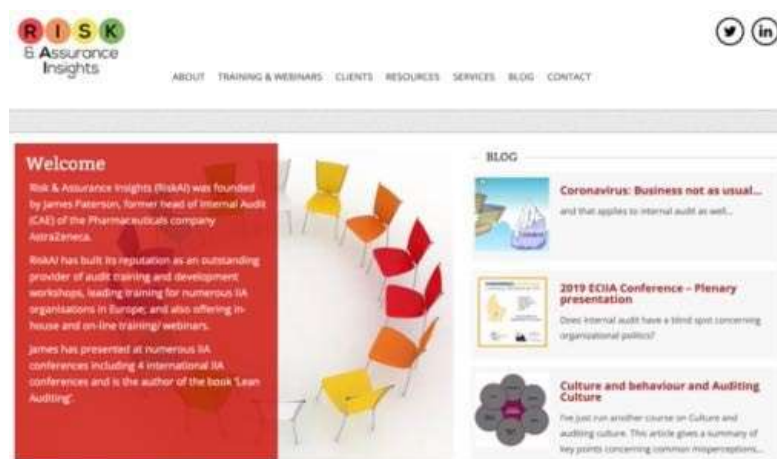 RISK
& Assurance
Insights
ABOUT TRAINING & WEBINARS CLIENTS RESOURCES SERVICES BLOG CONTACT
Welcome
Risk & Assurance Insights (RiskAI) was founded
by James Paterson, former head of Internal Audit
(CAE) of the Pharmaceuticals company
AstraZeneca.
RiskAI has built its reputation as an outstanding
provider of audit training and development
workshops, leading training for numerous IIA
organisations in Europe; and also offering in-
house and on-line training/ webinars.
James has presented at numerous IIA
conferences including 4 international IIA
conferences and is the author of the book 'Lean
Auditing'.
BLOG
Coronavirus: Business not as usual...
and that applies to internal audit as well...
2019 ECIIA Conference – Plenary
presentation
Does internal audit have a blind spot concerning
organizational politics?
Culture and behaviour and Auditing
Culture
I've just run another course on Culture and
auditing culture. This article gives a summary of
key points concerning common misperceptions,...